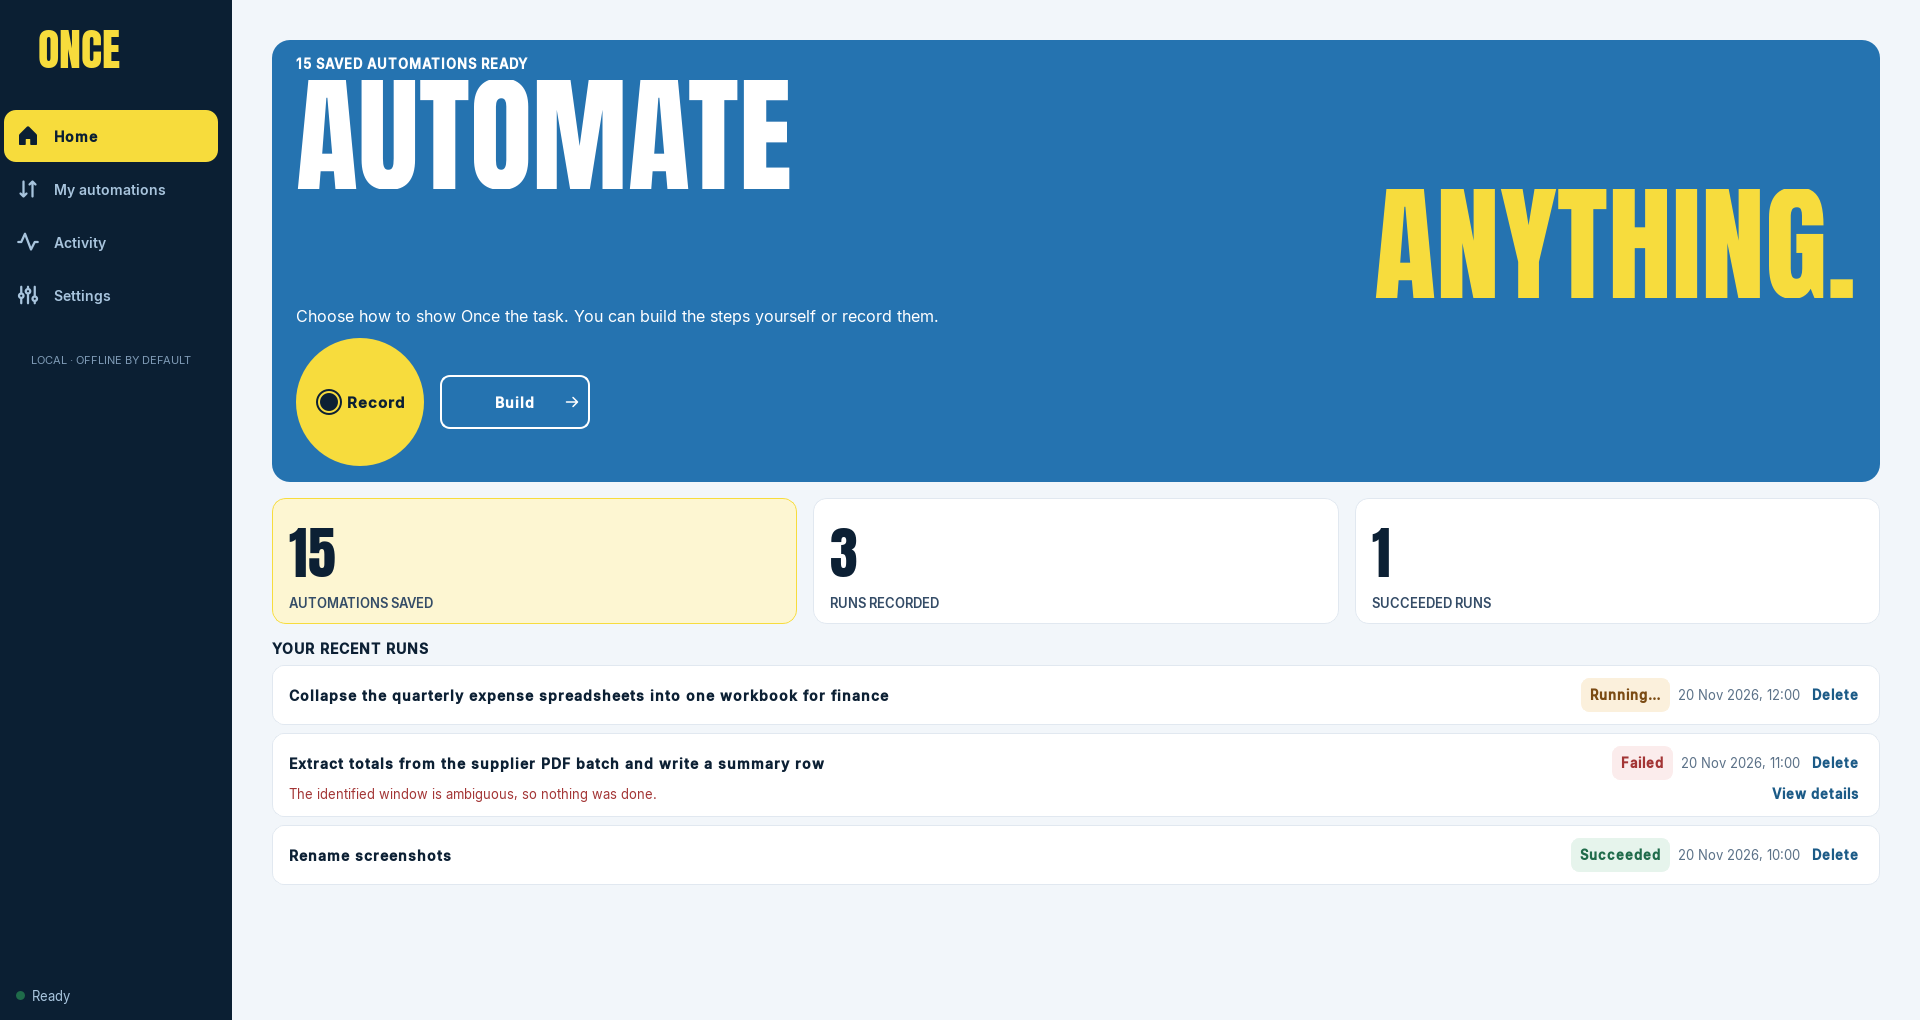 ONCE
Home
My automations
Activity
Settings
LOCAL · OFFLINE BY DEFAULT
Ready
15 SAVED AUTOMATIONS READY
AUTOMATE
ANYTHING.
Choose how to show Once the task. You can build the steps yourself or record them.
Record
Build
15
AUTOMATIONS SAVED
3
RUNS RECORDED
1
SUCCEEDED RUNS
YOUR RECENT RUNS
Collapse the quarterly expense spreadsheets into one workbook for finance Running... 20 Nov 2026, 12:00 Delete
Extract totals from the supplier PDF batch and write a summary row Failed 20 Nov 2026, 11:00 Delete
The identified window is ambiguous, so nothing was done. View details
Rename screenshots Succeeded 20 Nov 2026, 10:00 Delete